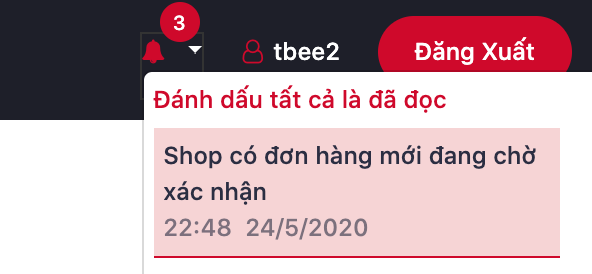 3
tbee2
Đăng Xuất
Đánh dấu tất cả là đã đọc
Shop có đơn hàng mới đang chờ
xác nhận
22:48 24/5/2020